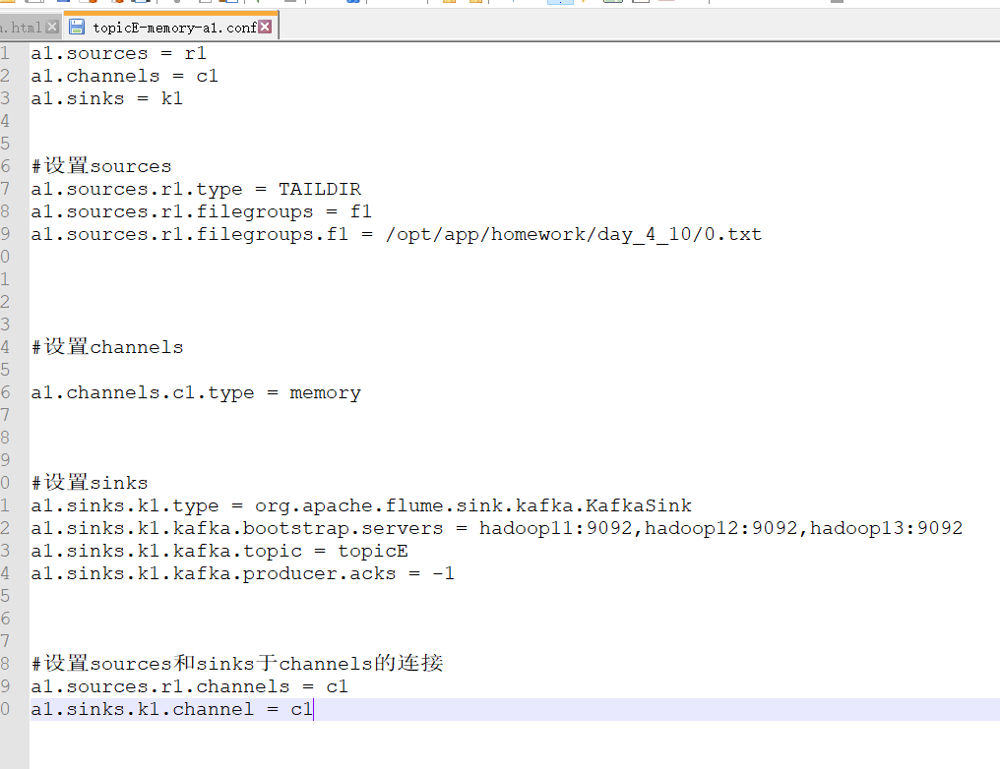 a.html
topicE-memory-a1.conf
1 a1.sources = r1
2 a1.channels = c1
3 a1.sinks = k1
4
5
6 #设置sources
7 a1.sources.r1.type = TAILDIR
8 a1.sources.r1.filegroups = f1
9 a1.sources.r1.filegroups.f1 = /opt/app/homework/day_4_10/0.txt
0
1
2
3
4 #设置channels
5
6 a1.channels.c1.type = memory
7
8
9
0 #设置sinks
1 a1.sinks.k1.type = org.apache.flume.sink.kafka.KafkaSink
2 a1.sinks.k1.kafka.bootstrap.servers = hadoop11:9092,hadoop12:9092,hadoop13:9092
3 a1.sinks.k1.kafka.topic = topicE
4 a1.sinks.k1.kafka.producer.acks = -1
5
6
7
8 #设置sources和sinks于channels的连接
9 a1.sources.r1.channels = c1
0 a1.sinks.k1.channel = c1